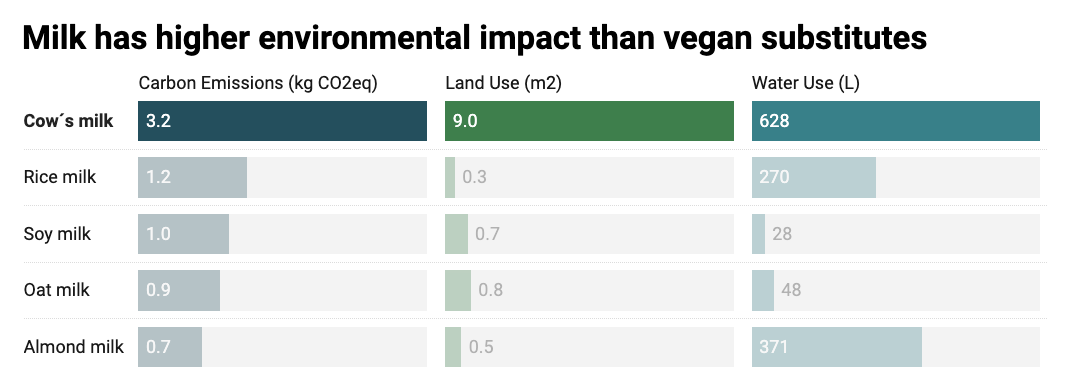 Milk has higher environmental impact than vegan substitutes
Carbon Emissions (kg CO2eq) Land Use (m2) Water Use (L)
Cow´s milk 3.2 9.0 628
Rice milk 1.2 0.3 270
Soy milk 1.0 0.7 28
Oat milk 0.9 0.8 48
Almond milk 0.7 0.5 371